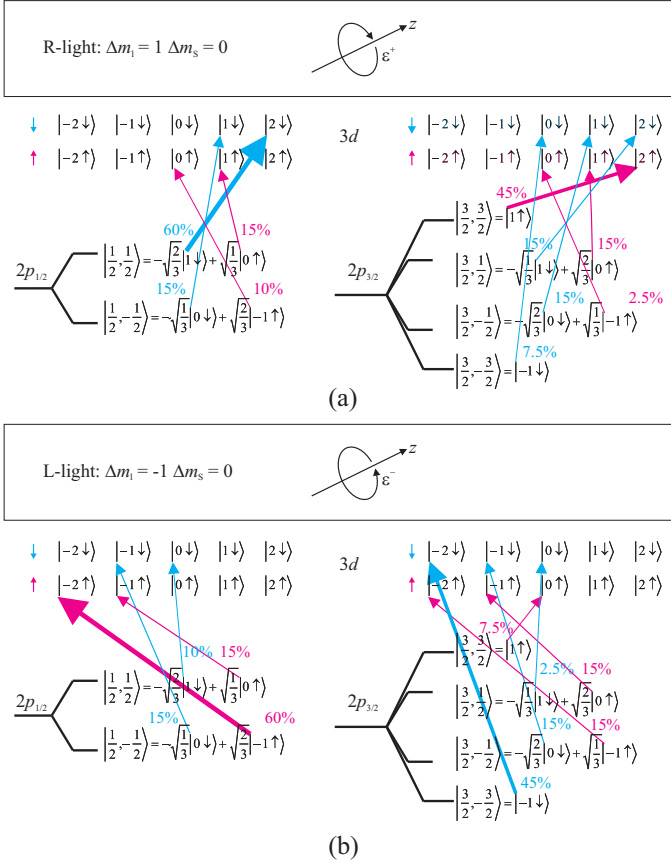 R-light: Δm₁ = 1 Δmₛ = 0
z
ε⁺
↓ |−2↓⟩ |−1↓⟩ |0↓⟩ |1↓⟩ |2↓⟩
↑ |−2↑⟩ |−1↑⟩ |0↑⟩ |1↑⟩ |2↑⟩
3d
↓ |−2↓⟩ |−1↓⟩ |0↓⟩ |1↓⟩ |2↓⟩
↑ |−2↑⟩ |−1↑⟩ |0↑⟩ |1↑⟩ |2↑⟩
60% 15%
2p1/2
|1/2,1/2⟩=−√(2/3)|1↓⟩+√(1/3)|0↑⟩
15% 10%
|1/2,−1/2⟩=−√(1/3)|0↓⟩+√(2/3)|−1↑⟩
45%
|3/2,3/2⟩=|1↑⟩
15% 15%
2p3/2
|3/2,1/2⟩=−√(1/3)|1↓⟩+√(2/3)|0↑⟩
15% 2.5%
|3/2,−1/2⟩=−√(2/3)|0↓⟩+√(1/3)|−1↑⟩
7.5%
|3/2,−3/2⟩=|−1↓⟩
(a)
L-light: Δm₁ = -1 Δmₛ = 0
z
ε⁻
↓ |−2↓⟩ |−1↓⟩ |0↓⟩ |1↓⟩ |2↓⟩
↑ |−2↑⟩ |−1↑⟩ |0↑⟩ |1↑⟩ |2↑⟩
3d
↓ |−2↓⟩ |−1↓⟩ |0↓⟩ |1↓⟩ |2↓⟩
↑ |−2↑⟩ |−1↑⟩ |0↑⟩ |1↑⟩ |2↑⟩
10% 15%
2p1/2
|1/2,1/2⟩=−√(2/3)|1↓⟩+√(1/3)|0↑⟩
15% 60%
|1/2,−1/2⟩=−√(1/3)|0↓⟩+√(2/3)|−1↑⟩
7.5%
|3/2,3/2⟩=|1↑⟩
2.5% 15%
2p3/2
|3/2,1/2⟩=−√(1/3)|1↓⟩+√(2/3)|0↑⟩
15% 15%
|3/2,−1/2⟩=−√(2/3)|0↓⟩+√(1/3)|−1↑⟩
45%
|3/2,−3/2⟩=|−1↓⟩
(b)